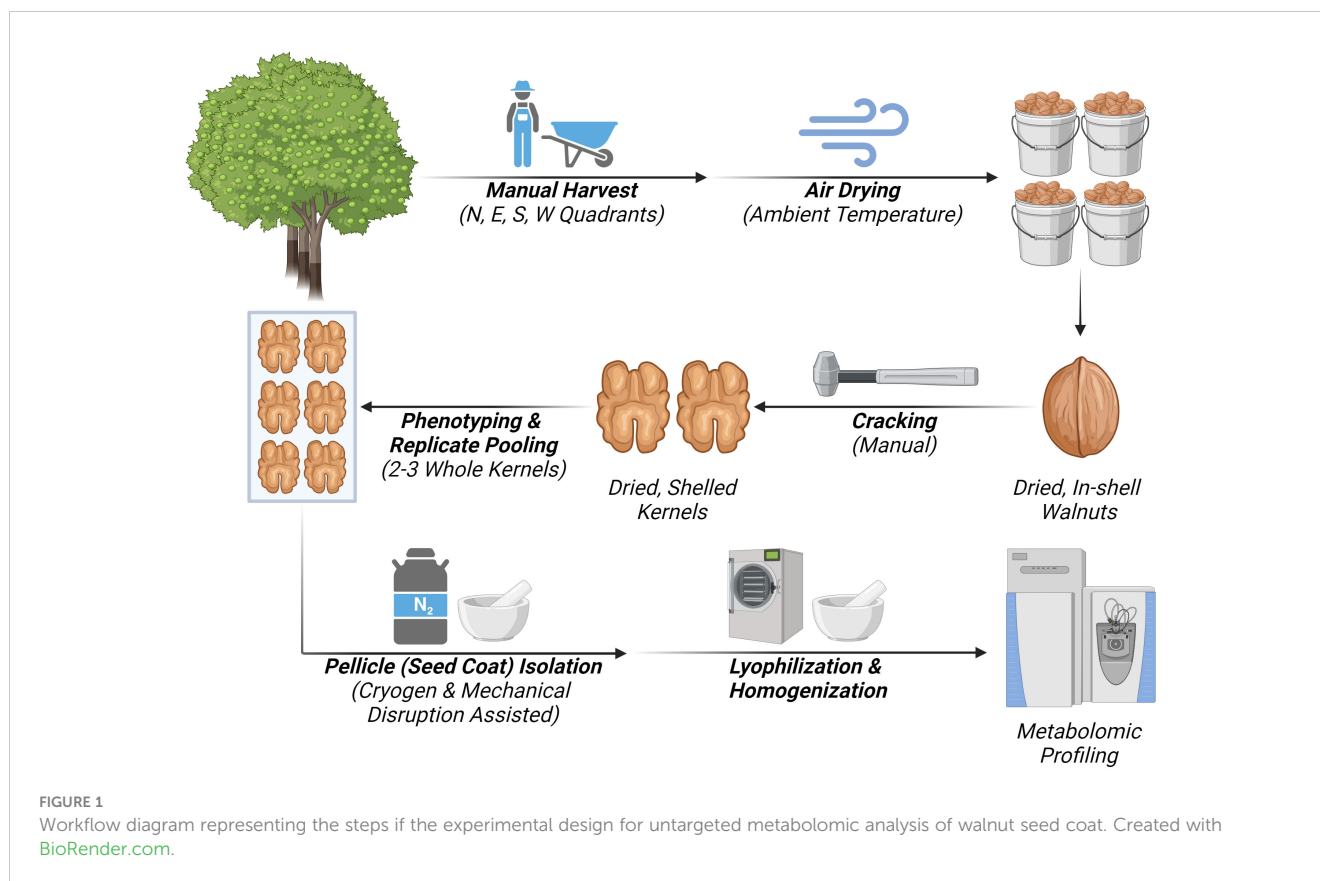 Manual Harvest
(N, E, S, W Quadrants)
Air Drying
(Ambient Temperature)
Cracking
(Manual)
Dried, In-shell
Walnuts
Dried, Shelled
Kernels
Phenotyping &
Replicate Pooling
(2-3 Whole Kernels)
N₂
Pellicle (Seed Coat) Isolation
(Cryogen & Mechanical
Disruption Assisted)
Lyophilization &
Homogenization
Metabolomic
Profiling
FIGURE 1
Workflow diagram representing the steps if the experimental design for untargeted metabolomic analysis of walnut seed coat. Created with
BioRender.com.